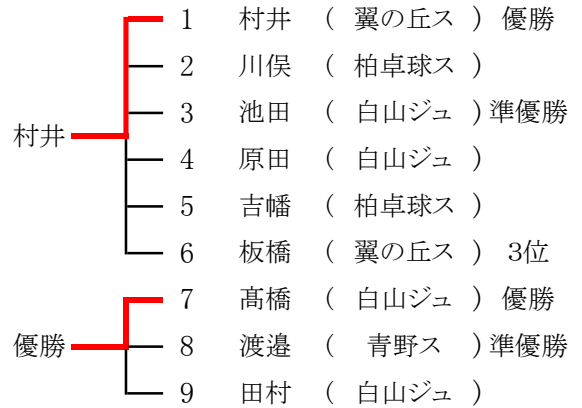 1 村井 ( 翼の丘ス ) 優勝
2 川俣 ( 柏卓球ス )
3 池田 ( 白山ジュ ) 準優勝
村井
4 原田 ( 白山ジュ )
5 吉幡 ( 柏卓球ス )
6 板橋 ( 翼の丘ス ) 3位
7 髙橋 ( 白山ジュ ) 優勝
優勝 8 渡邉 ( 青野ス ) 準優勝
9 田村 ( 白山ジュ )